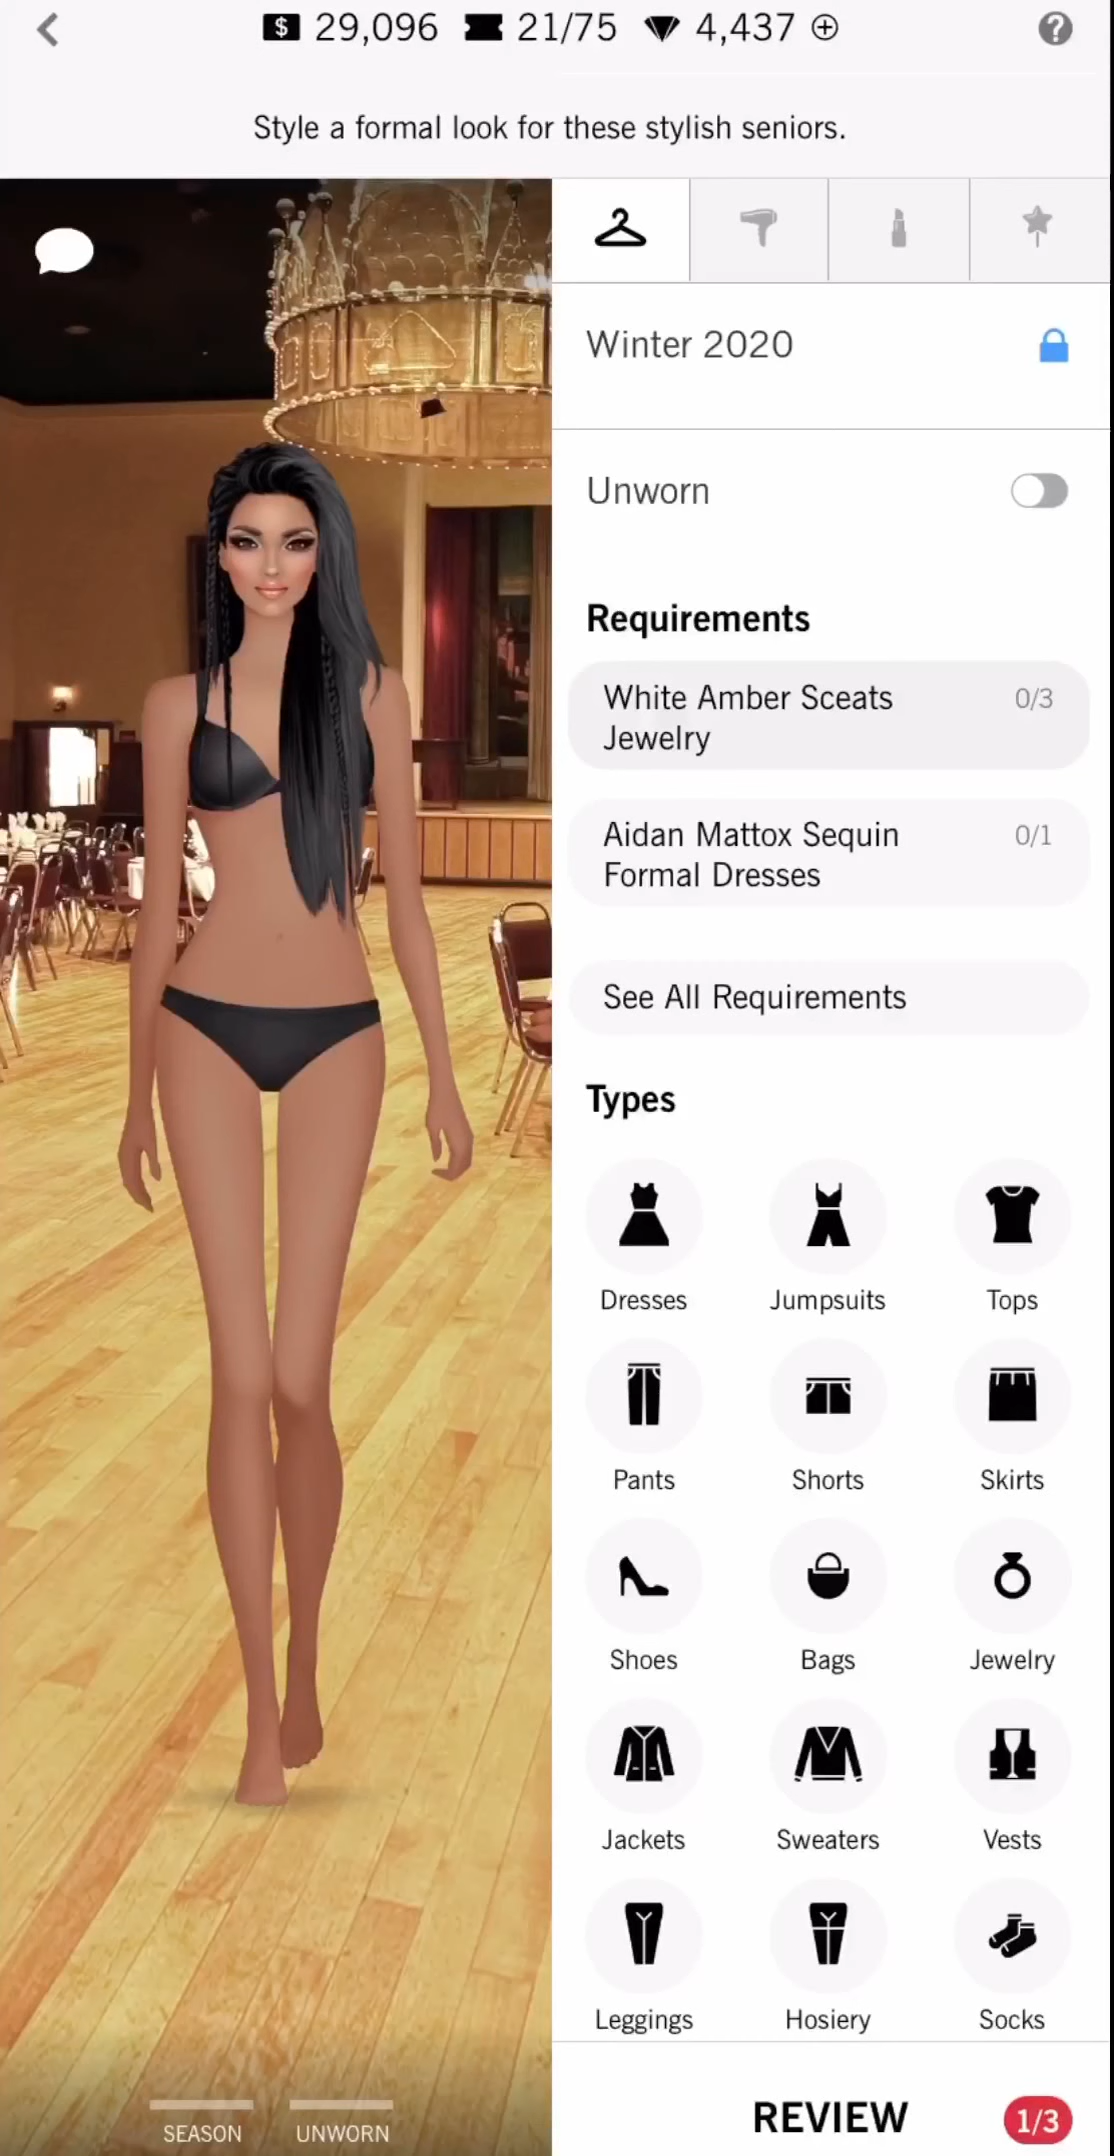 $ 29,096 21/75 4,437
?
Style a formal look for these stylish seniors.
Winter 2020
Unworn
Requirements
White Amber Sceats 0/3
Jewelry
Aidan Mattox Sequin 0/1
Formal Dresses
See All Requirements
Types
Dresses Jumpsuits Tops
Pants Shorts Skirts
Shoes Bags Jewelry
Jackets Sweaters Vests
Leggings Hosiery Socks
SEASON UNWORN
REVIEW 1/3